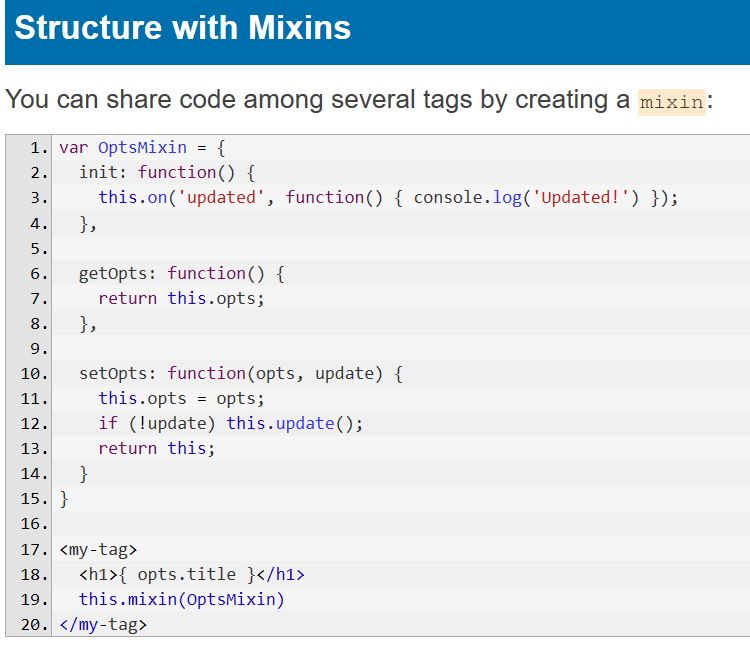 Structure with Mixins
You can share code among several tags by creating a mixin:
1. var OptsMixin = {
2.   init: function() {
3.     this.on('updated', function() { console.log('Updated!') });
4.   },
5.
6.   getOpts: function() {
7.     return this.opts;
8.   },
9.
10.   setOpts: function(opts, update) {
11.     this.opts = opts;
12.     if (!update) this.update();
13.     return this;
14.   }
15. }
16.
17. <my-tag>
18.   <h1>{ opts.title }</h1>
19.   this.mixin(OptsMixin)
20. </my-tag>